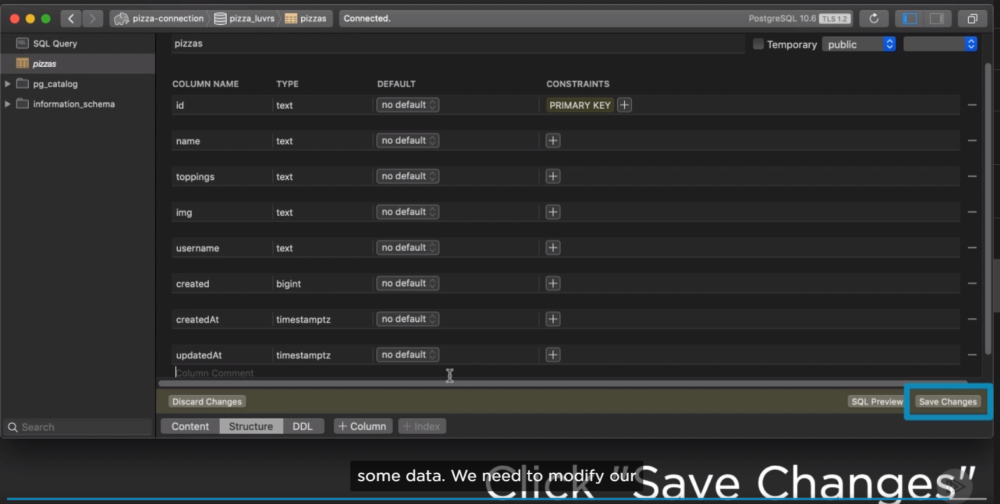 pizza-connection pizza_luvrs pizzas Connected. PostgreSQL 10.6 TLS 1.2
SQL SQL Query
pizzas
pg_catalog
information_schema
pizzas Temporary public
COLUMN NAME TYPE DEFAULT CONSTRAINTS
id text no default PRIMARY KEY
name text no default
toppings text no default
img text no default
username text no default
created bigint no default
createdAt timestamptz no default
updatedAt timestamptz no default
Column Comment
Discard Changes SQL Preview Save Changes
Search Content Structure DDL + Column + Index
some data. We need to modify our
Click "Save Changes"